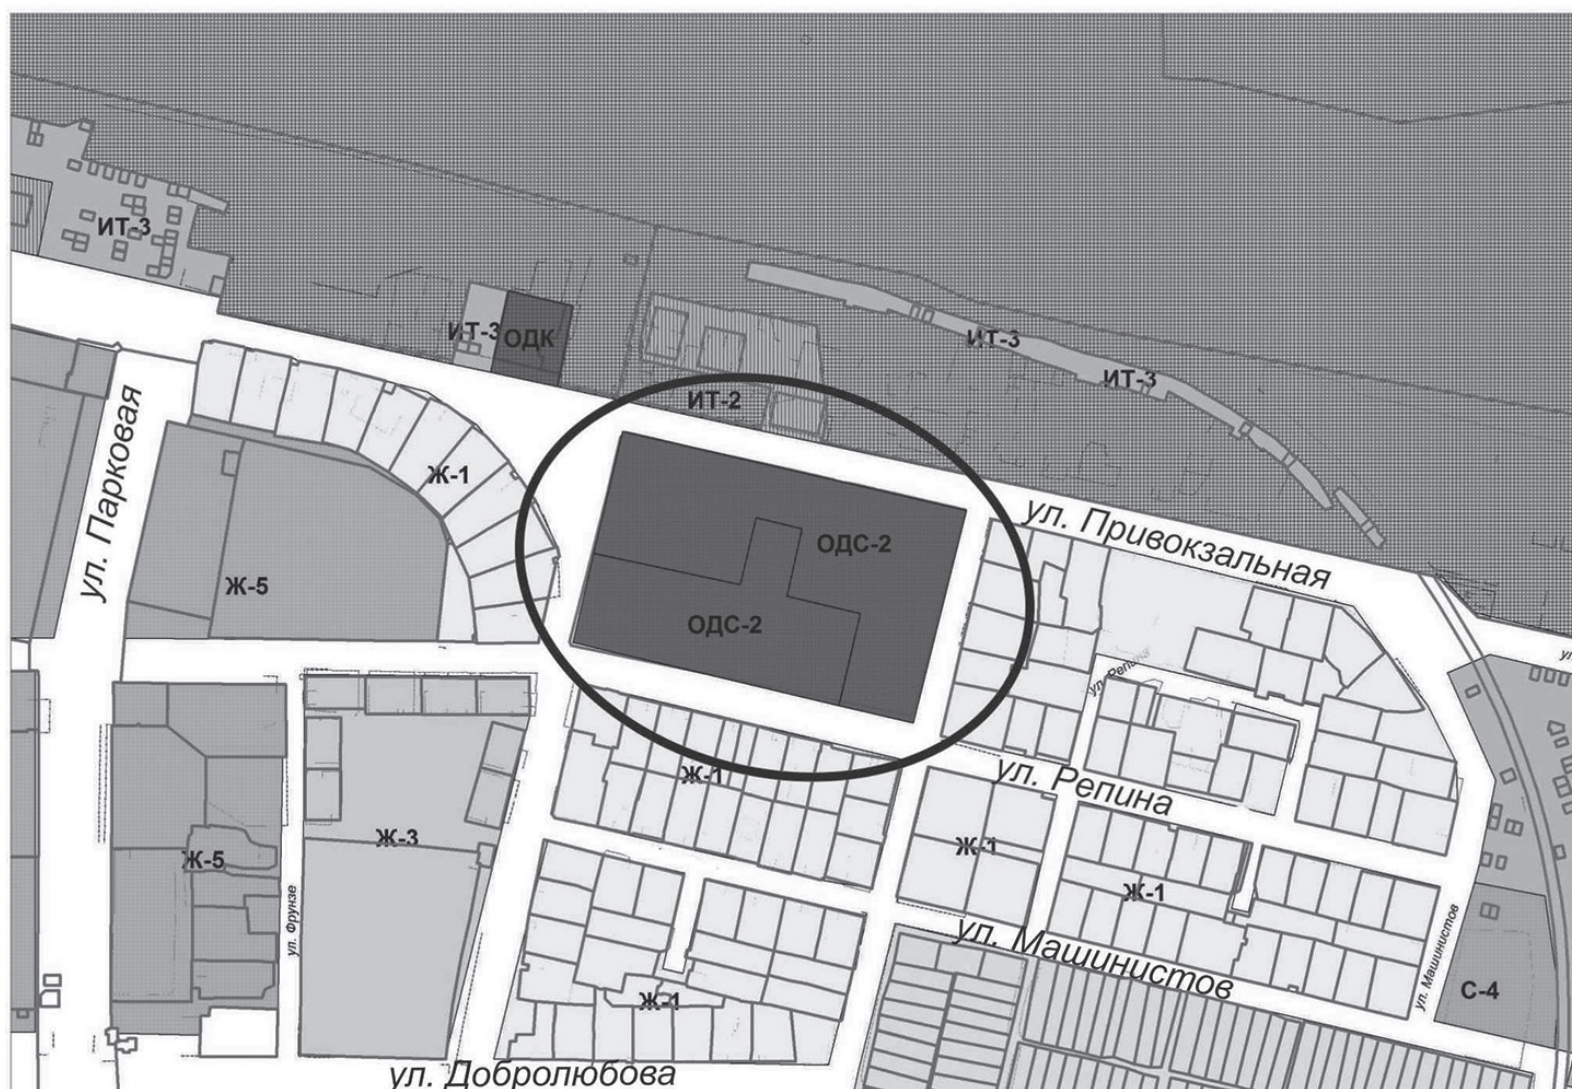 ИТ-3
ИТ-3
ОДК
ИТ-3
ИТ-3
ИТ-2
ул. Парковая
Ж-1
ул. Привокзальная
ОДС-2
Ж-5
ОДС-2
ул. Репина
Ж-1
ул. Репина
Ж-3
Ж-1
Ж-5
Ж-1
ул. Фрунзе
ул. Машинистов
ул. Машинистов
С-4
Ж-1
ул. Добролюбова